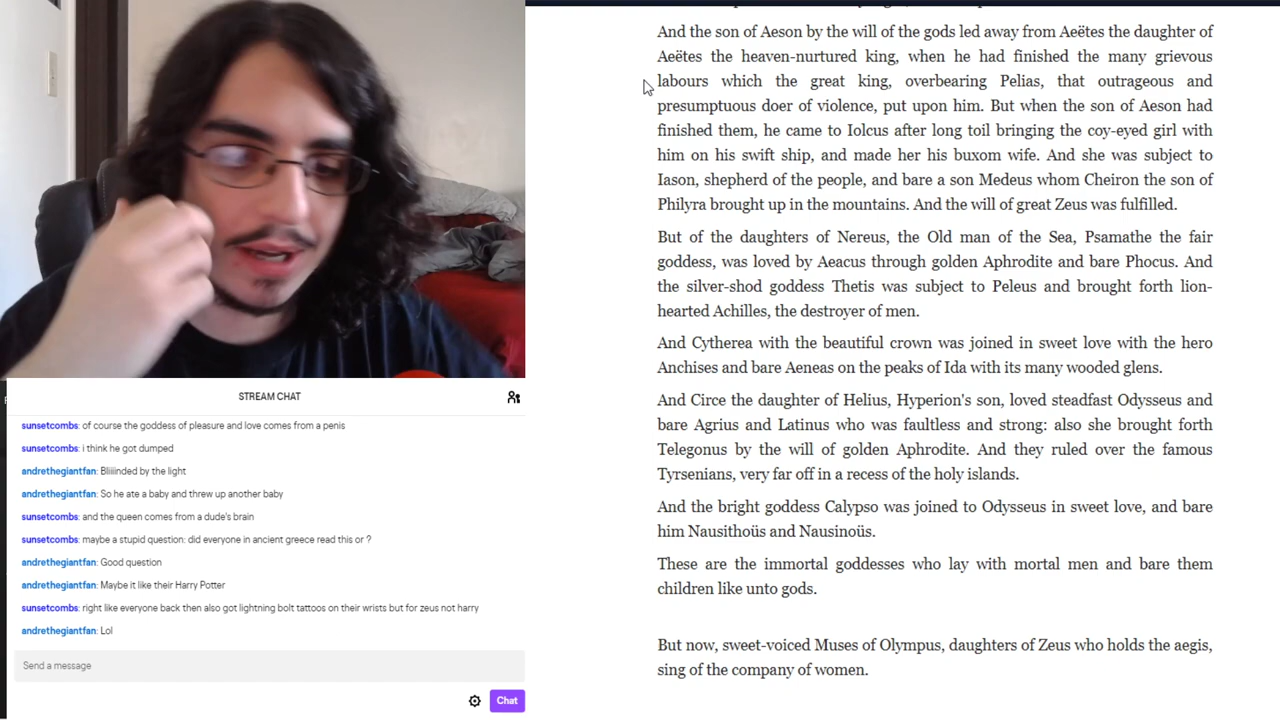 STREAM CHAT
sunsetcombs: of course the goddess of pleasure and love comes from a penis
sunsetcombs: i think he got dumped
andrethegiantfan: Bliiiinded by the light
andrethegiantfan: So he ate a baby and threw up another baby
sunsetcombs: and the queen comes from a dude's brain
sunsetcombs: maybe a stupid question: did everyone in ancient greece read this or ?
andrethegiantfan: Good question
andrethegiantfan: Maybe it like their Harry Potter
sunsetcombs: right like everyone back then also got lightning bolt tattoos on their wrists but for zeus not harry
andrethegiantfan: Lol
Send a message
Chat
And the son of Aeson by the will of the gods led away from Aeëtes the daughter of
Aeëtes the heaven-nurtured king, when he had finished the many grievous
labours which the great king, overbearing Pelias, that outrageous and
presumptuous doer of violence, put upon him. But when the son of Aeson had
finished them, he came to Iolcus after long toil bringing the coy-eyed girl with
him on his swift ship, and made her his buxom wife. And she was subject to
Iason, shepherd of the people, and bare a son Medeus whom Cheiron the son of
Philyra brought up in the mountains. And the will of great Zeus was fulfilled.
But of the daughters of Nereus, the Old man of the Sea, Psamathe the fair
goddess, was loved by Aeacus through golden Aphrodite and bare Phocus. And
the silver-shod goddess Thetis was subject to Peleus and brought forth lion-
hearted Achilles, the destroyer of men.
And Cytherea with the beautiful crown was joined in sweet love with the hero
Anchises and bare Aeneas on the peaks of Ida with its many wooded glens.
And Circe the daughter of Helius, Hyperion's son, loved steadfast Odysseus and
bare Agrius and Latinus who was faultless and strong: also she brought forth
Telegonus by the will of golden Aphrodite. And they ruled over the famous
Tyrsenians, very far off in a recess of the holy islands.
And the bright goddess Calypso was joined to Odysseus in sweet love, and bare
him Nausithoüs and Nausinoüs.
These are the immortal goddesses who lay with mortal men and bare them
children like unto gods.
But now, sweet-voiced Muses of Olympus, daughters of Zeus who holds the aegis,
sing of the company of women.